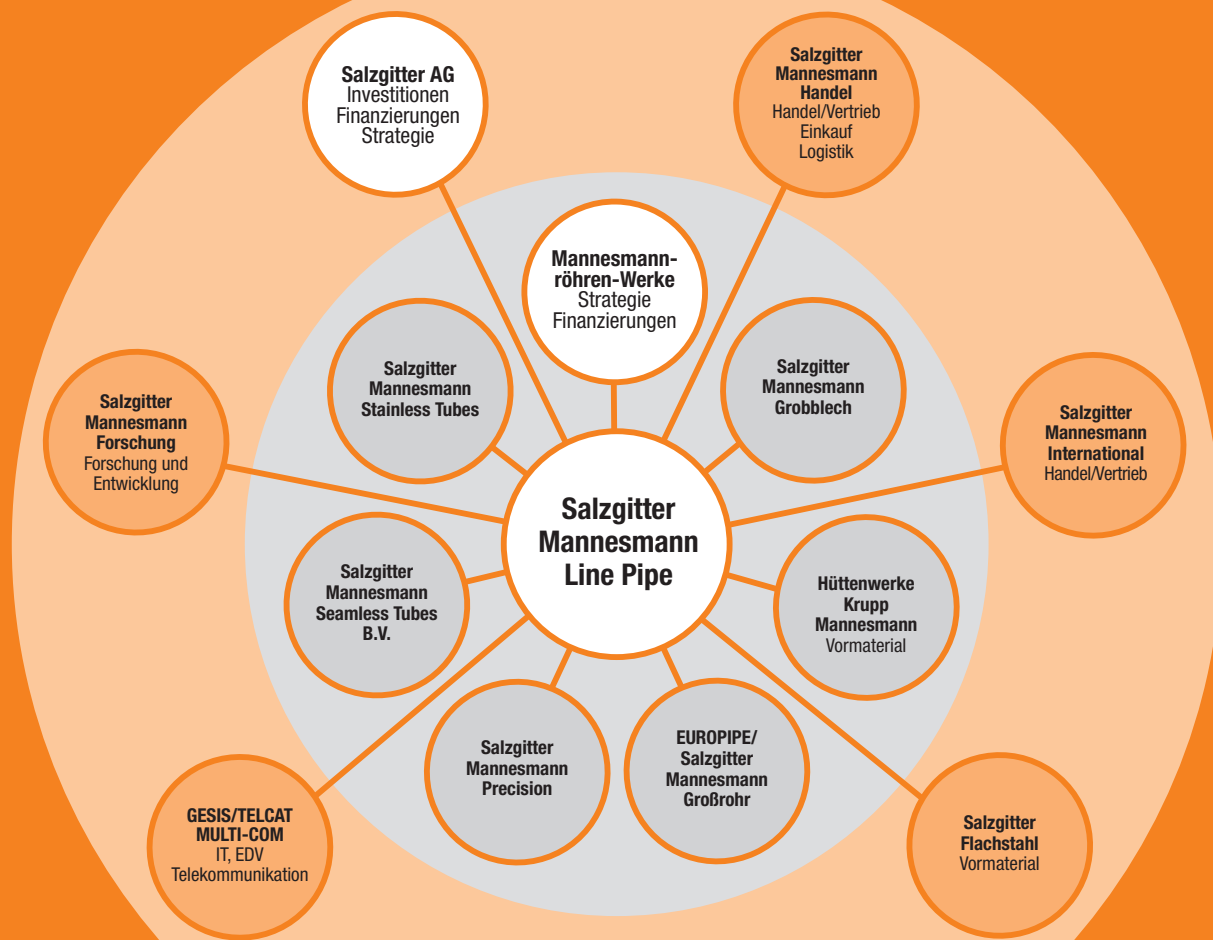 Salzgitter AG
Investitionen
Finanzierungen
Strategie
Salzgitter
Mannesmann
Handel
Handel/Vertrieb
Einkauf
Logistik
Mannesmann-
röhren-Werke
Strategie
Finanzierungen
Salzgitter
Mannesmann
Stainless Tubes
Salzgitter
Mannesmann
Grobblech
Salzgitter
Mannesmann
Forschung
Forschung und
Entwicklung
Salzgitter
Mannesmann
International
Handel/Vertrieb
Salzgitter
Mannesmann
Line Pipe
Salzgitter
Mannesmann
Seamless Tubes
B.V.
Hüttenwerke
Krupp
Mannesmann
Vormaterial
Salzgitter
Mannesmann
Precision
EUROPIPE/
Salzgitter
Mannesmann
Großrohr
GESIS/TELCAT
MULTI-COM
IT, EDV
Telekommunikation
Salzgitter
Flachstahl
Vormaterial